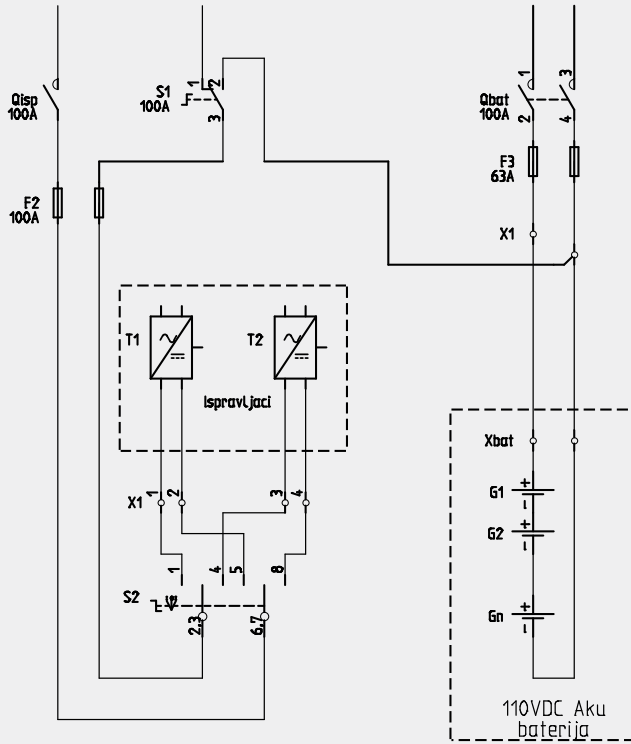 Qisp
100A
S1
100A
1
2
3
Qbat
100A
1
3
2
4
F2
100A
F3
63A
X1
T1
T2
Ispravljaci
X1
1
2
3
4
1
4
5
8
S2
2,3
6,7
Xbat
G1
+
G2
+
Gn
+
110VDC Aku
baterija